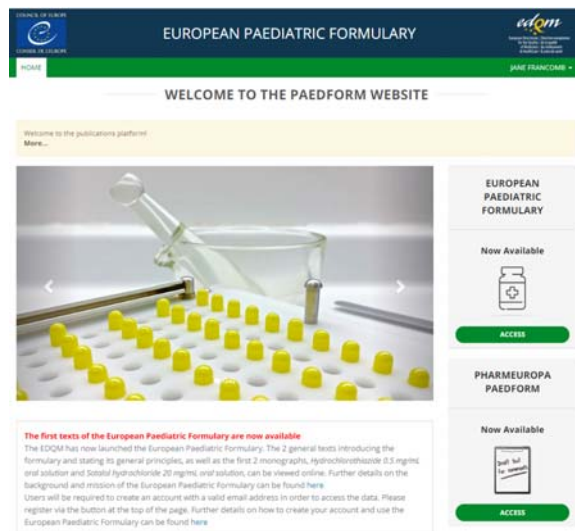 COUNCIL OF EUROPE
CONSEIL DE L'EUROPE
EUROPEAN PAEDIATRIC FORMULARY
edqm
HOME
JANE FRANCOMB
WELCOME TO THE PAEDFORM WEBSITE
Welcome to the publications platform!
More...
EUROPEAN
PAEDIATRIC
FORMULARY
Now Available
ACCESS
PHARMEUROPA
PAEDFORM
Now Available
Draft text
for comments
ACCESS
The first texts of the European Paediatric Formulary are now available
The EDQM has now launched the European Paediatric Formulary. The 2 general texts introducing the
formulary and stating its general principles, as well as the first 2 monographs, Hydrochlorothiazide 0.5 mg/mL
oral solution and Sotalol hydrochloride 20 mg/mL oral solution, can be viewed online. Further details on the
background and mission of the European Paediatric Formulary can be found here
Users will be required to create an account with a valid email address in order to access the data. Please
register via the button at the top of the page. Further details on how to create your account and use the
European Paediatric Formulary can be found here